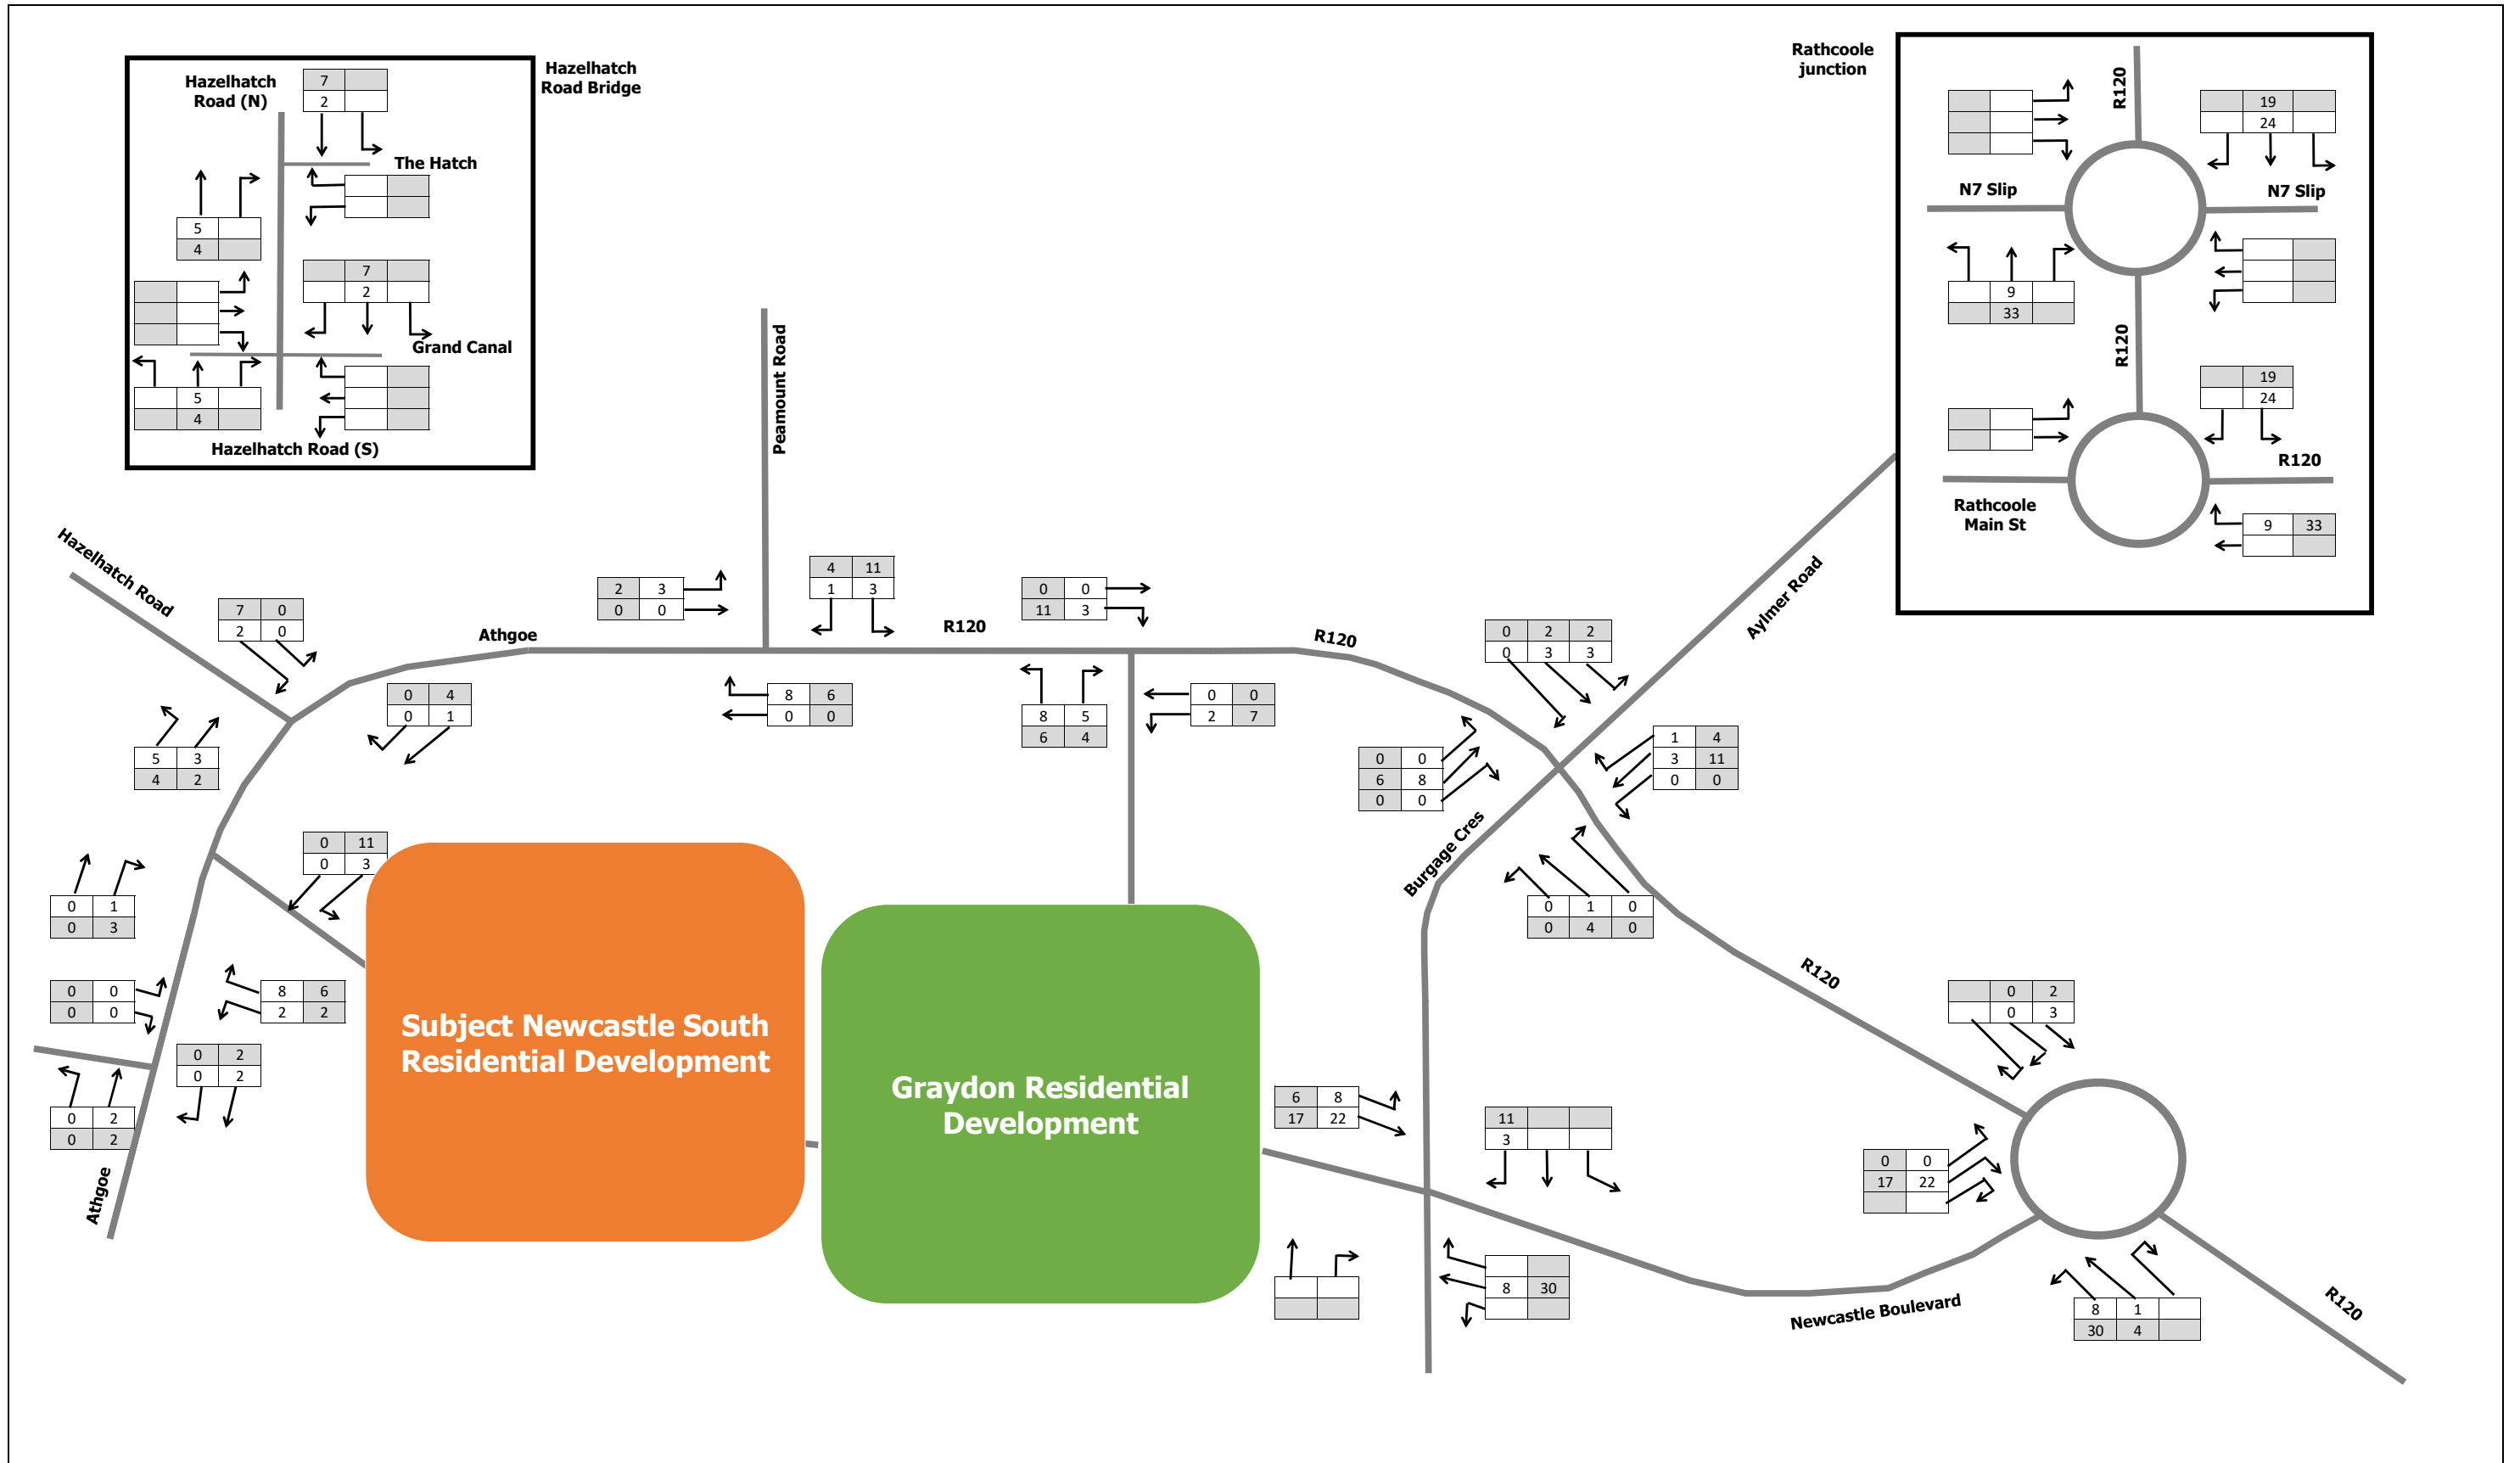 Hazelhatch
Road (N)
7
2
Hazelhatch
Road Bridge
The Hatch
5
4
7
2
Grand Canal
5
4
Hazelhatch Road (S)
Rathcoole
junction
R120
19
24
N7 Slip
N7 Slip
9
33
R120
19
24
R120
Rathcoole
Main St
9 33
Peamount Road
Hazelhatch Road
7 0
2 0
Athgoe
2 3
0 0
4 11
1 3
R120
0 0
11 3
R120
0 2 2
0 3 3
Aylmer Road
5 3
4 2
0 4
0 1
8 6
0 0
8 5
6 4
0 0
2 7
0 0
6 8
0 0
1 4
3 11
0 0
Burgage Cres
0 1 0
0 4 0
0 11
0 3
0 1
0 3
0 0
0 0
8 6
2 2
0 2
0 2
0 2
0 2
Athgoe
Subject Newcastle South
Residential Development
Graydon Residential
Development
R120
0 2
0 3
6 8
17 22
11
3
0 0
17 22
8 30
Newcastle Boulevard
8 1
30 4
R120